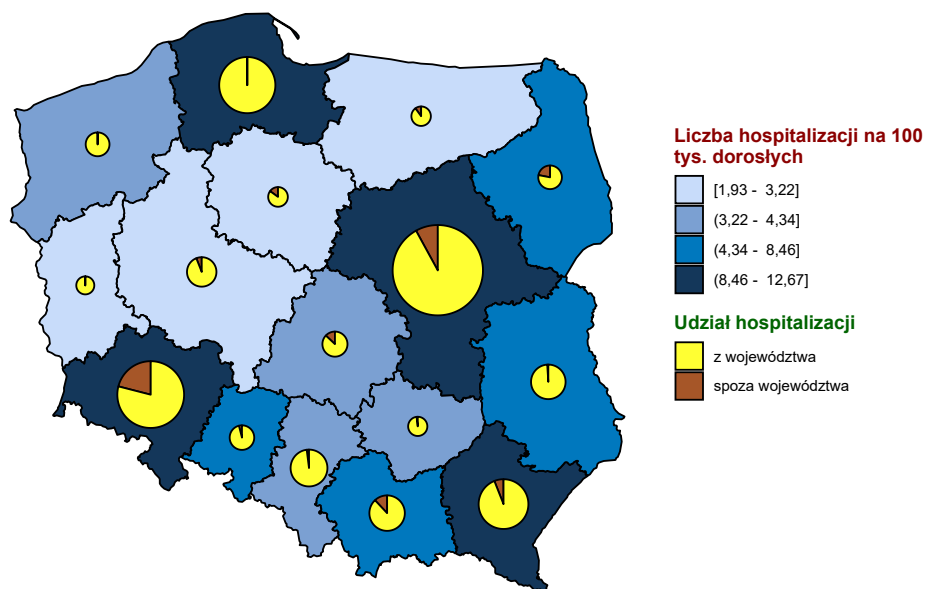 Liczba hospitalizacji na 100
tys. dorosłych
[1,93 - 3,22]
(3,22 - 4,34]
(4,34 - 8,46]
(8,46 - 12,67]
Udział hospitalizacji
z województwa
spoza województwa